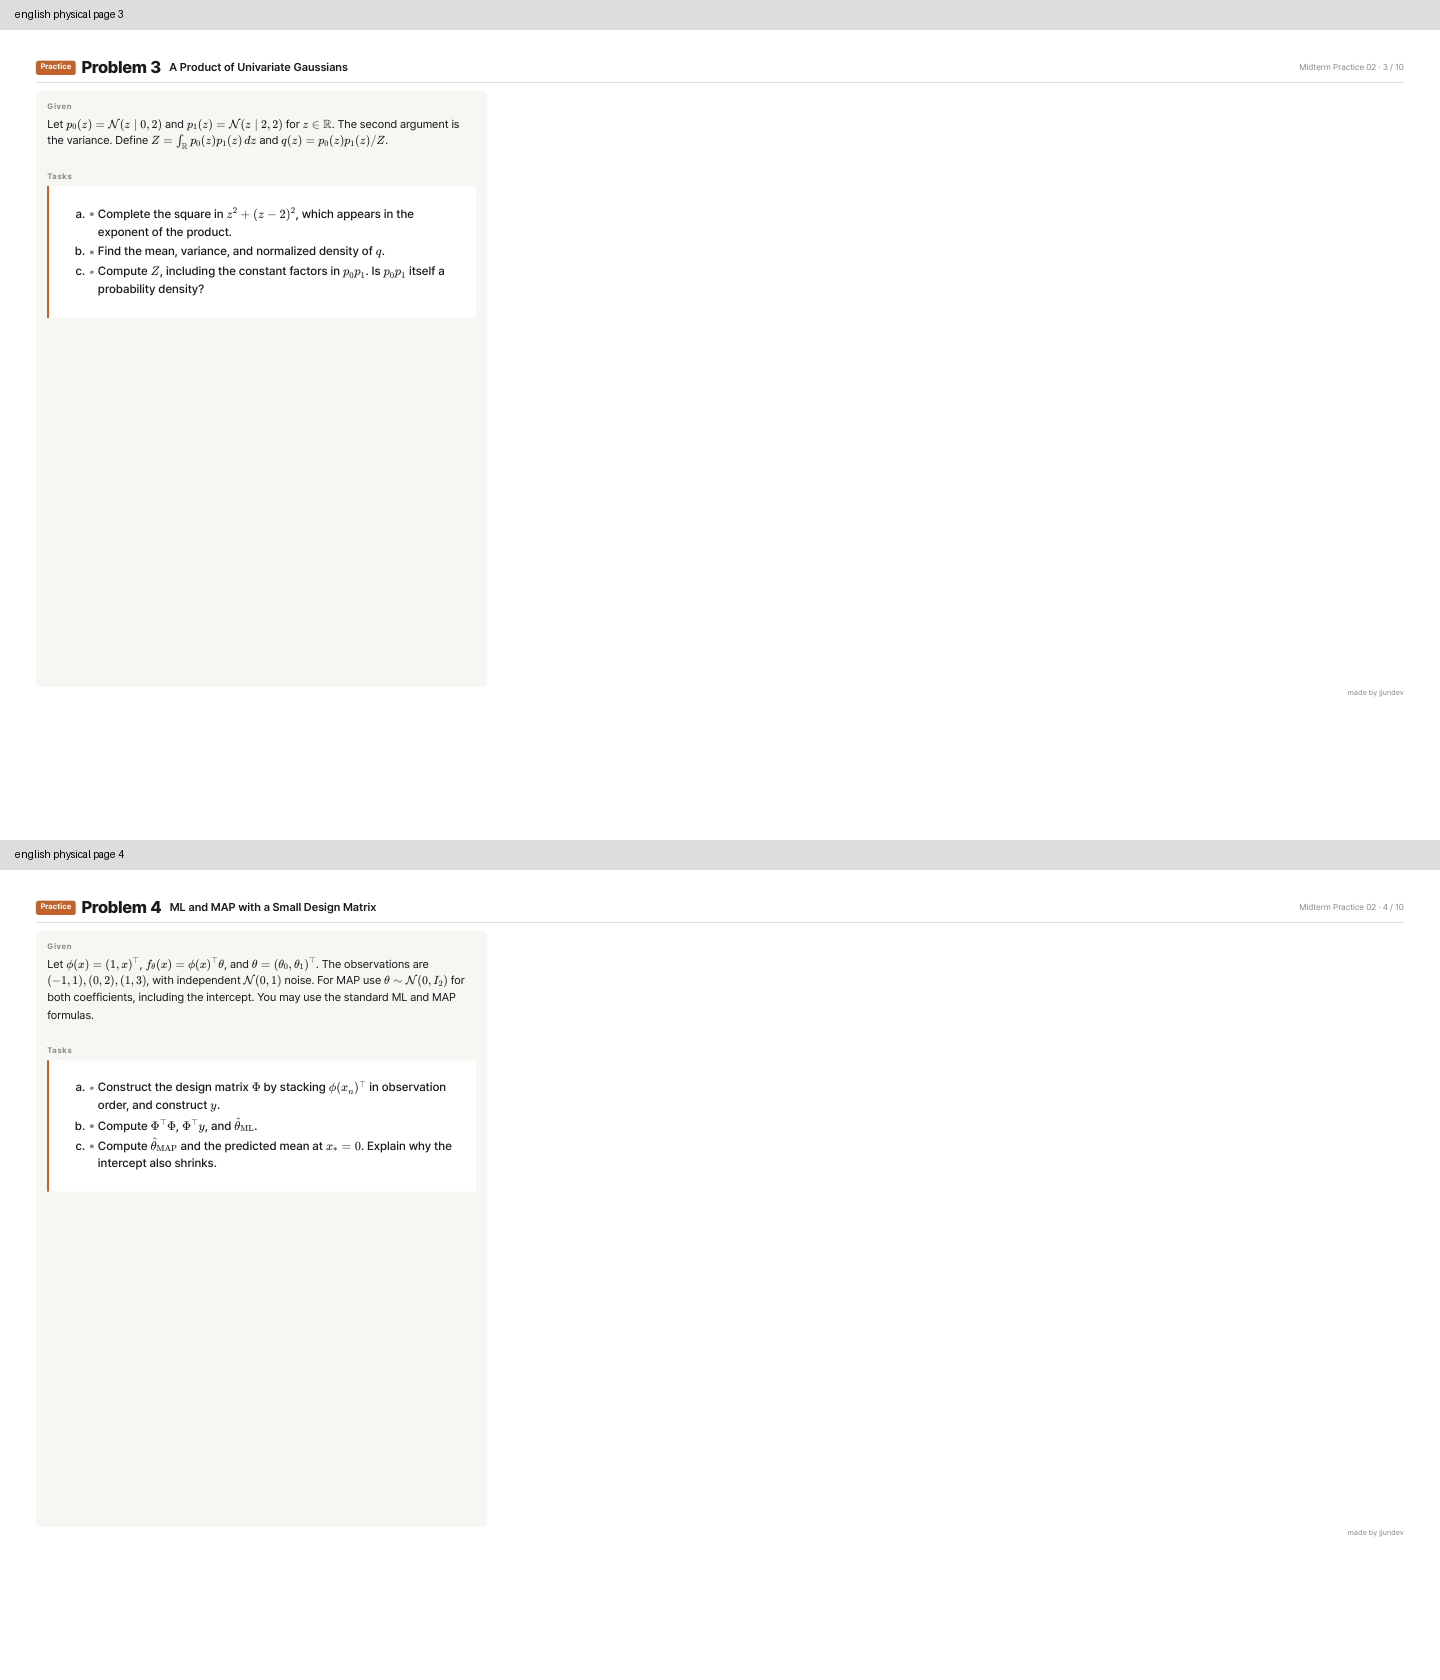 english physical page 3
Practice Problem 3 A Product of Univariate Gaussians Midterm Practice 02 · 3 / 10
Given
Let p₀(z) = 𝒩(z | 0, 2) and p₁(z) = 𝒩(z | 2, 2) for z ∈ ℝ. The second argument is
the variance. Define Z = ∫_ℝ p₀(z)p₁(z) dz and q(z) = p₀(z)p₁(z)/Z.
Tasks
a. • Complete the square in z² + (z − 2)², which appears in the
exponent of the product.
b. • Find the mean, variance, and normalized density of q.
c. • Compute Z, including the constant factors in p₀p₁. Is p₀p₁ itself a
probability density?
made by jjundev
english physical page 4
Practice Problem 4 ML and MAP with a Small Design Matrix Midterm Practice 02 · 4 / 10
Given
Let ϕ(x) = (1, x)^⊤, f_θ(x) = ϕ(x)^⊤θ, and θ = (θ₀, θ₁)^⊤. The observations are
(−1, 1), (0, 2), (1, 3), with independent 𝒩(0, 1) noise. For MAP use θ ∼ 𝒩(0, I₂) for
both coefficients, including the intercept. You may use the standard ML and MAP
formulas.
Tasks
a. • Construct the design matrix Φ by stacking ϕ(xₙ)^⊤ in observation
order, and construct y.
b. • Compute Φ^⊤Φ, Φ^⊤y, and θ̂_ML.
c. • Compute θ̂_MAP and the predicted mean at x_* = 0. Explain why the
intercept also shrinks.
made by jjundev